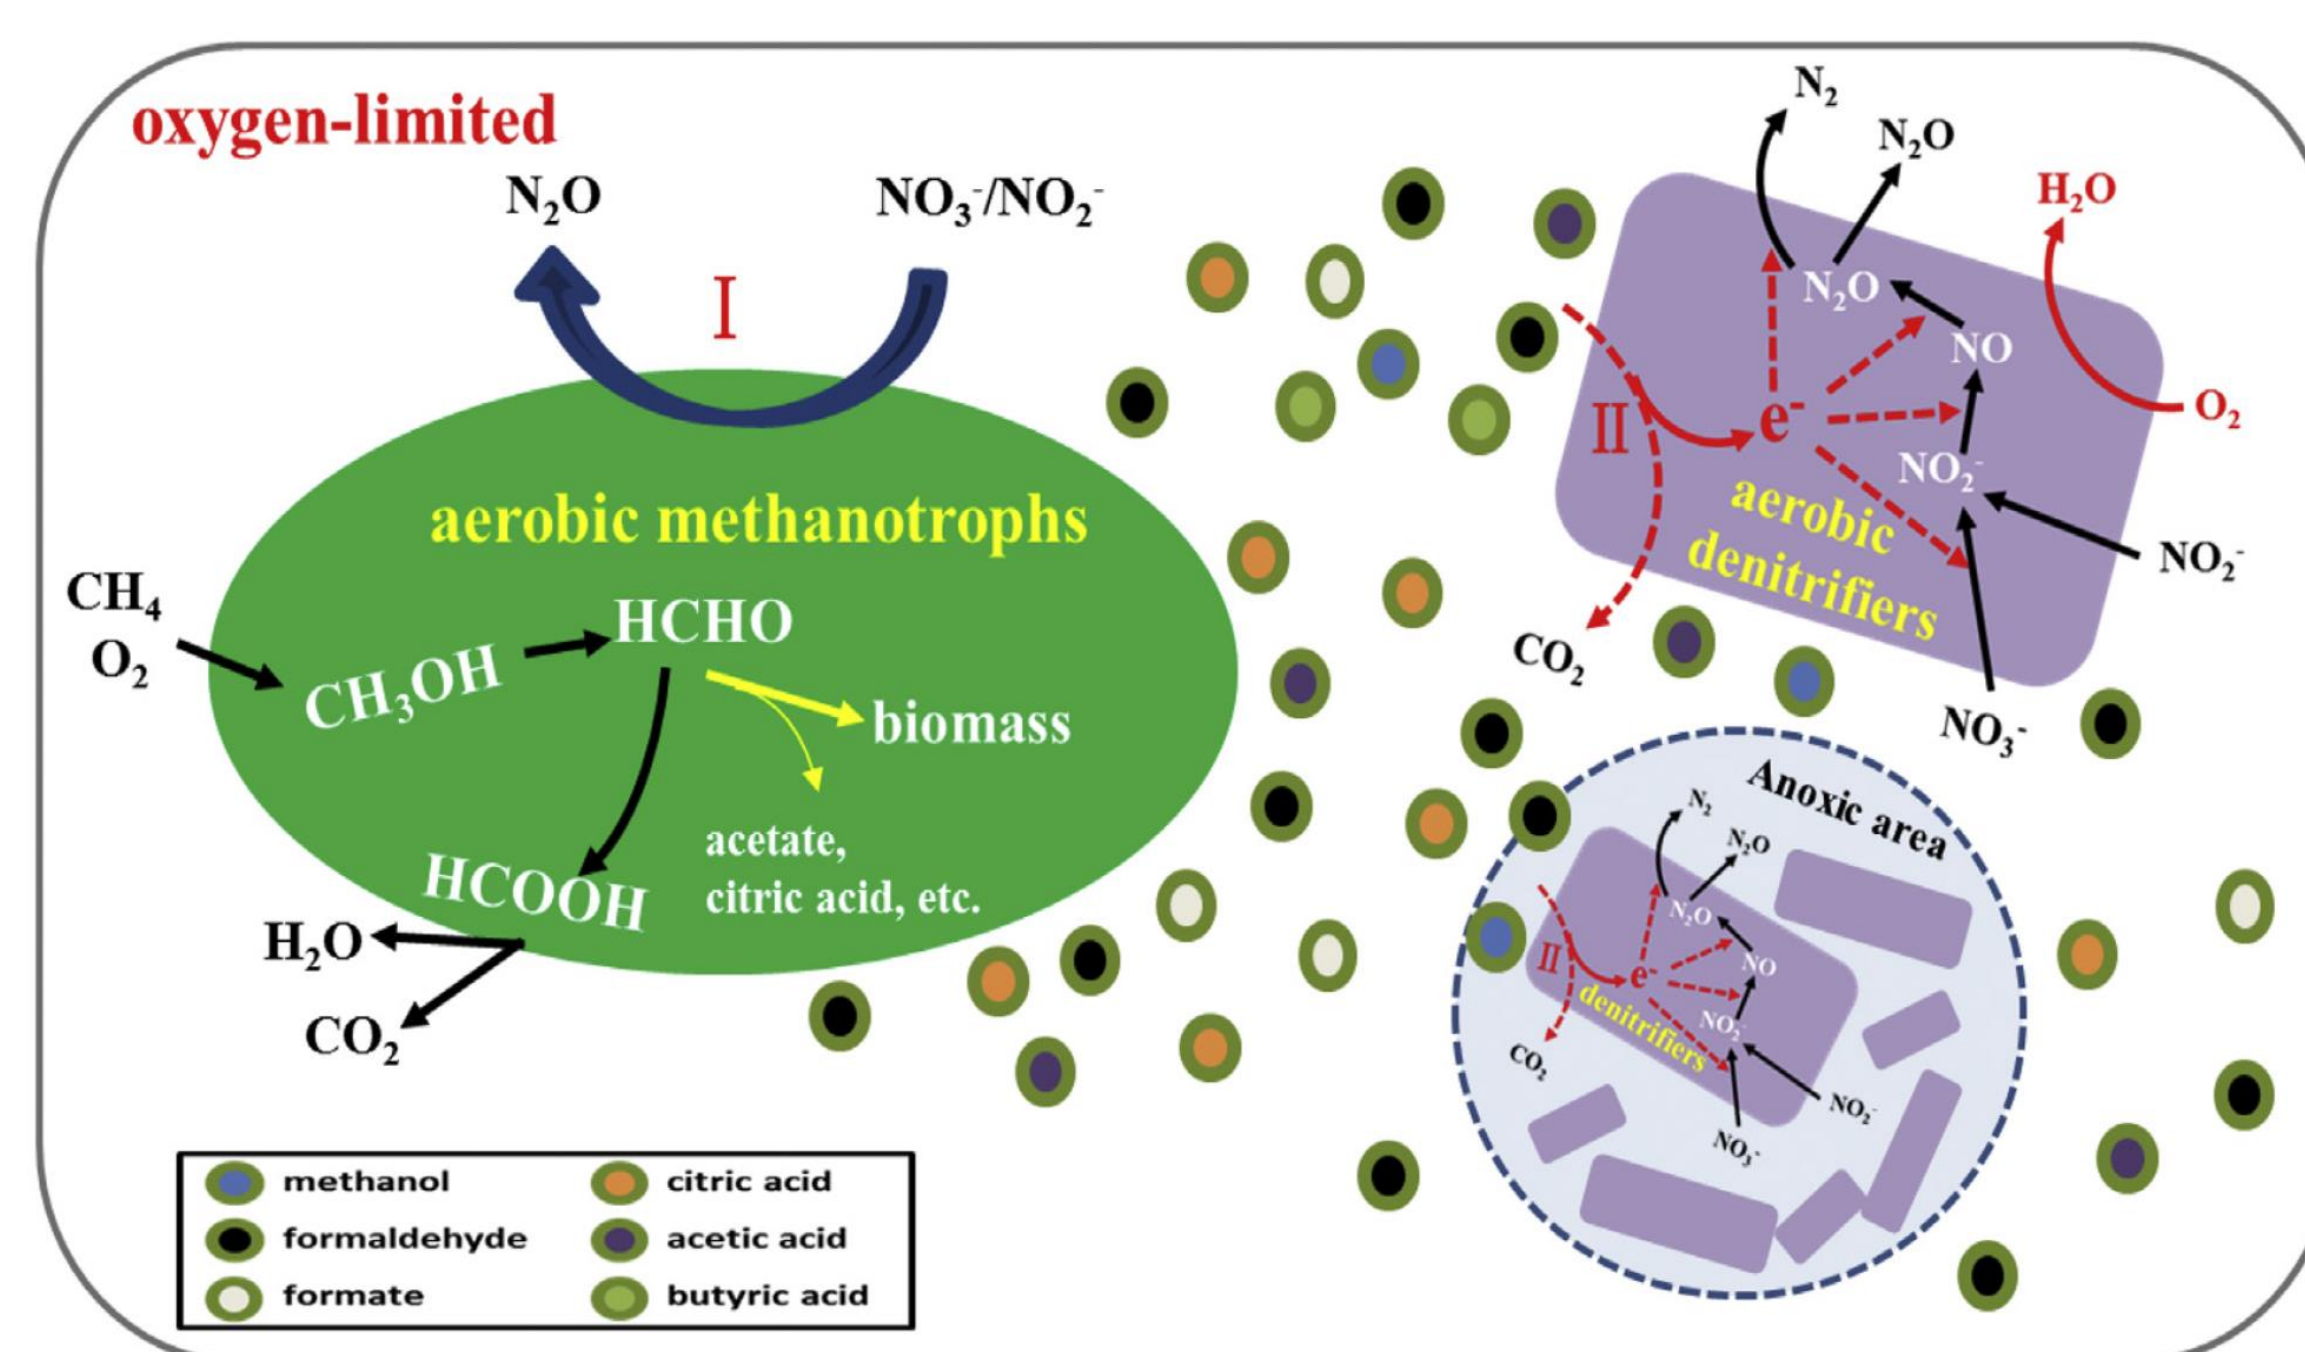 oxygen-limited
N₂O
NO₃⁻/NO₂⁻
I
aerobic methanotrophs
CH₄
O₂
CH₃OH
HCHO
biomass
acetate,
citric acid, etc.
HCOOH
H₂O
CO₂
methanol
citric acid
formaldehyde
acetic acid
formate
butyric acid
N₂
N₂O
H₂O
N₂O
NO
O₂
II
e⁻
NO₂⁻
aerobic
denitrifiers
NO₂⁻
CO₂
NO₃⁻
Anoxic area
N₂
N₂O
N₂O
NO
II
e⁻
NO₂⁻
denitrifiers
CO₂
NO₂⁻
NO₃⁻